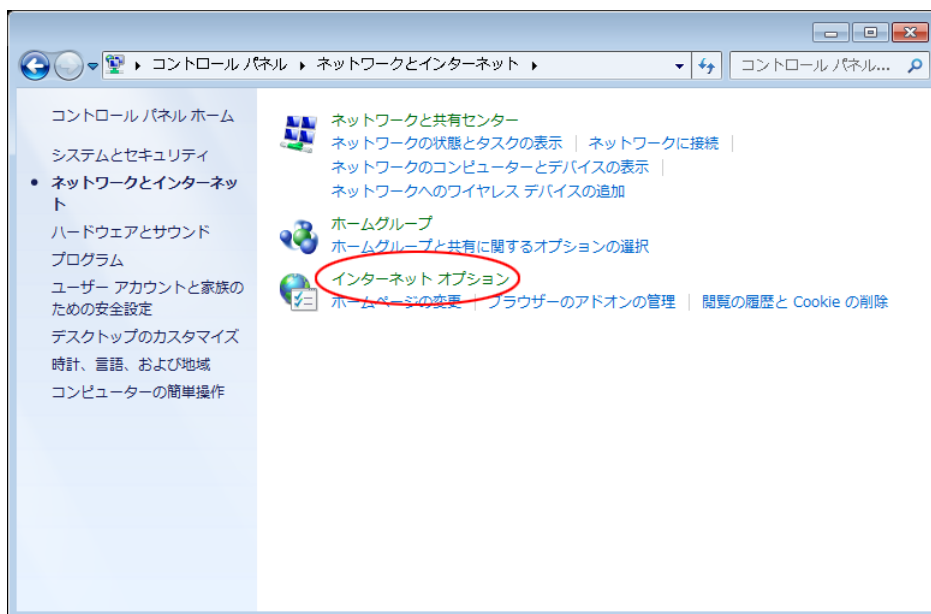 コントロール パネル ネットワークとインターネット
コントロール パネル...
コントロール パネル ホーム
システムとセキュリティ
ネットワークとインターネッ
ト
ハードウェアとサウンド
プログラム
ユーザー アカウントと家族の
ための安全設定
デスクトップのカスタマイズ
時計、言語、および地域
コンピューターの簡単操作
ネットワークと共有センター
ネットワークの状態とタスクの表示 ネットワークに接続
ネットワークのコンピューターとデバイスの表示
ネットワークへのワイヤレス デバイスの追加
ホームグループ
ホームグループと共有に関するオプションの選択
インターネット オプション
ホームページの変更 ブラウザーのアドオンの管理 閲覧の履歴と Cookie の削除